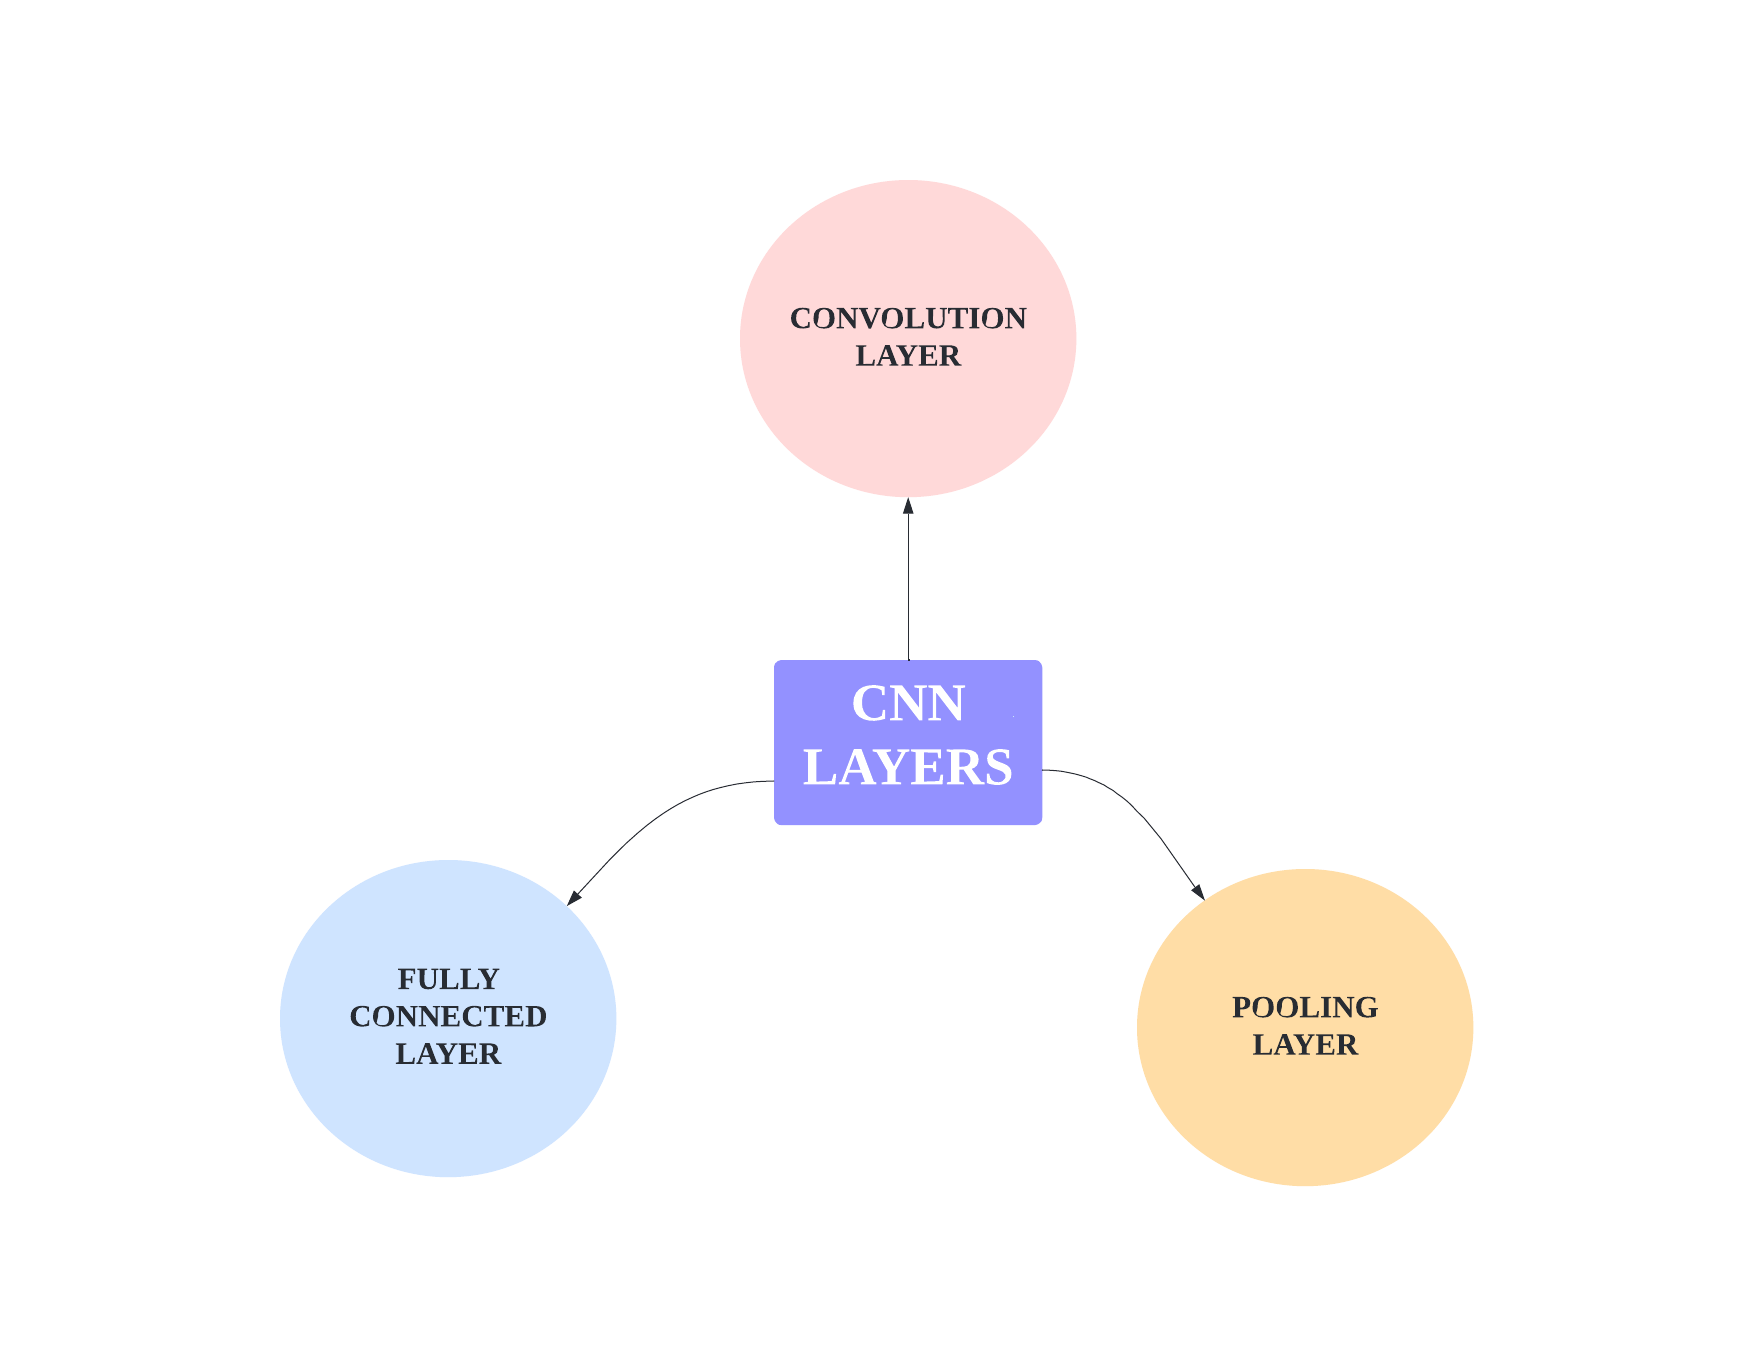 CONVOLUTION
LAYER
CNN
LAYERS
FULLY
CONNECTED
LAYER
POOLING
LAYER